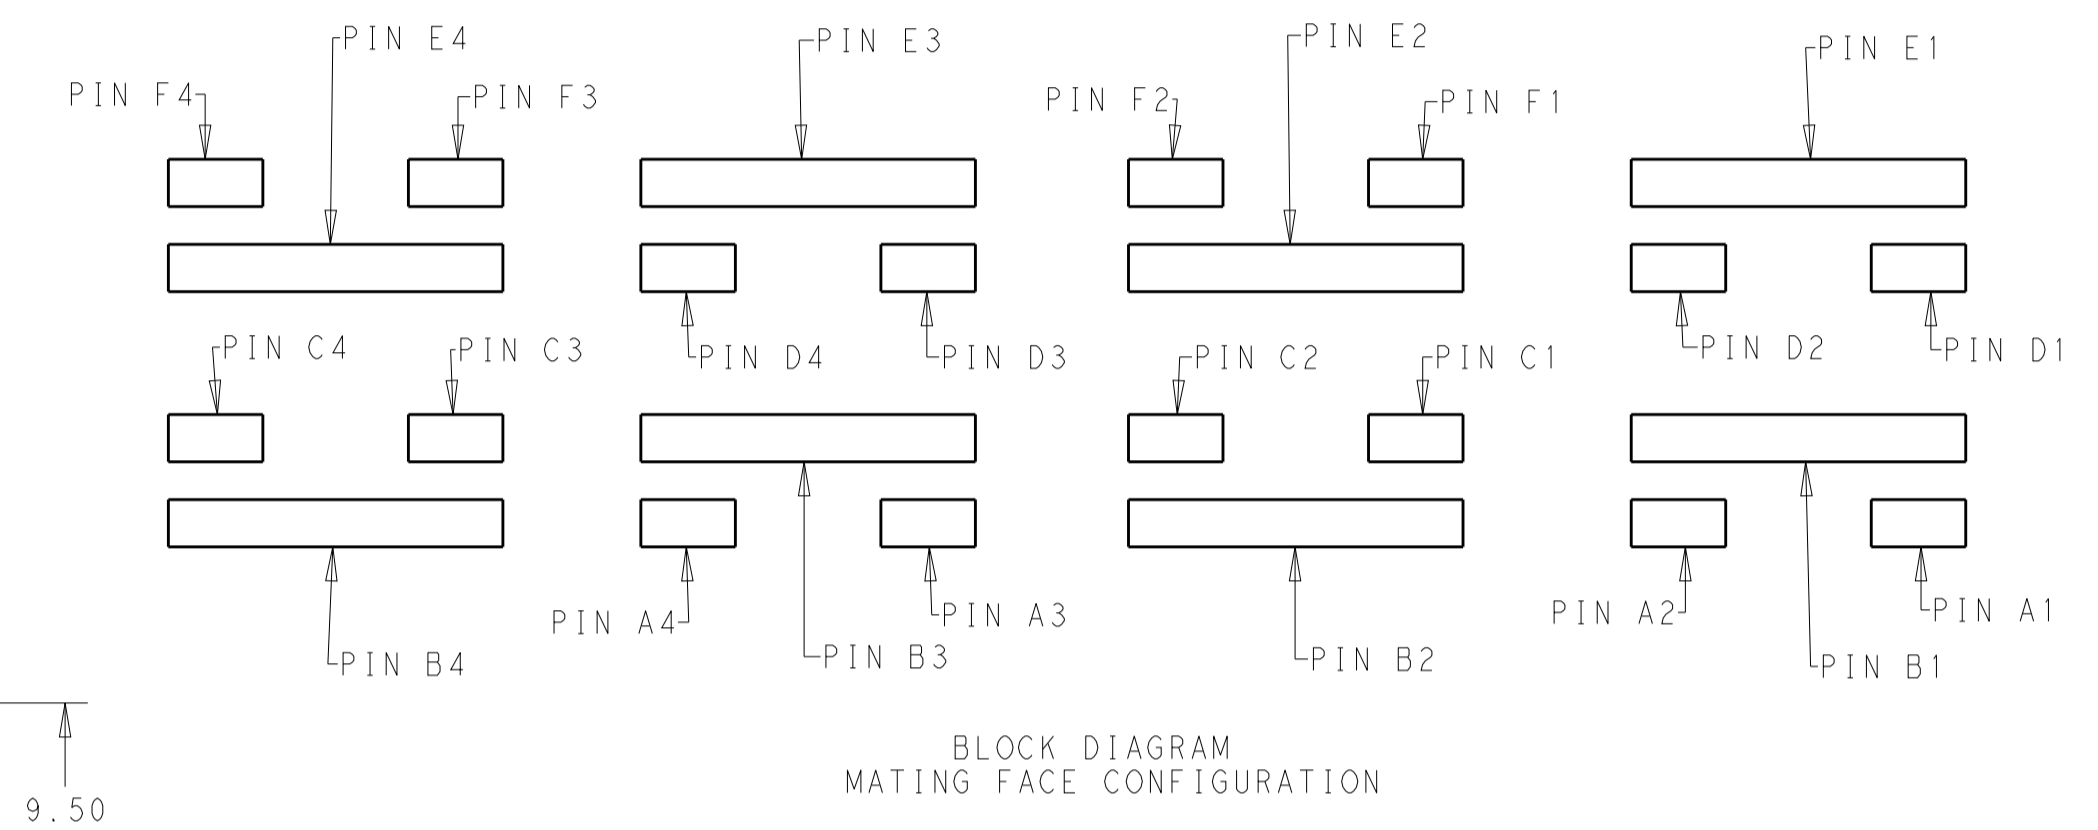 PIN E4
PIN E3
PIN E2
PIN E1
PIN F4
PIN F3
PIN F2
PIN F1
PIN C4
PIN C3
PIN D4
PIN D3
PIN C2
PIN C1
PIN D2
PIN D1
PIN A4
PIN A3
PIN A2
PIN A1
PIN B4
PIN B3
PIN B2
PIN B1
BLOCK DIAGRAM
MATING FACE CONFIGURATION
9.50